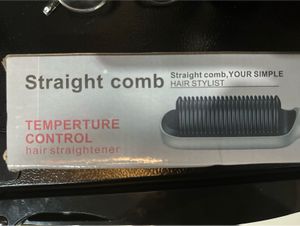 Straight comb
Straight comb,YOUR SIMPLE
HAIR STYLIST
TEMPERTURE
CONTROL
hair straightener